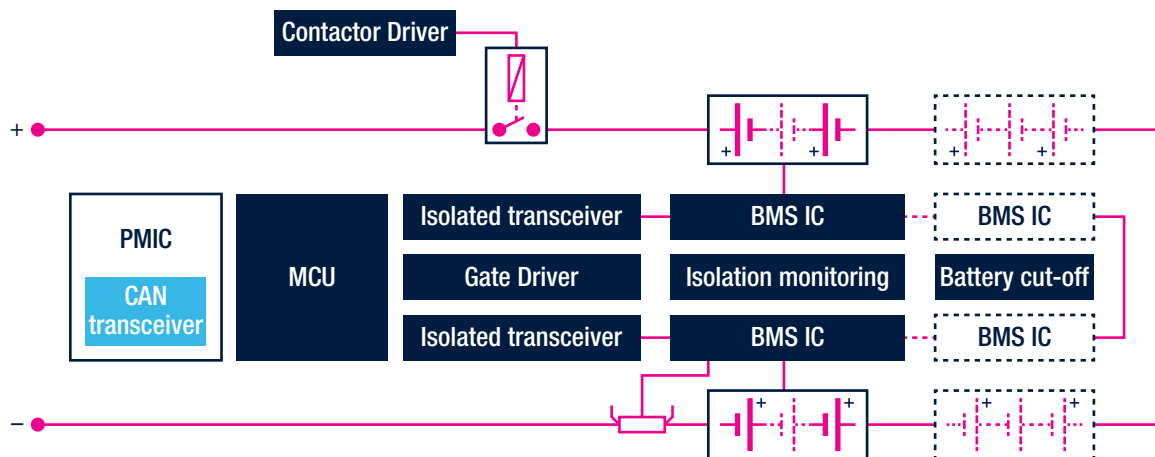 Contactor Driver
+
+ +
+ +
Isolated transceiver
BMS IC
BMS IC
PMIC
MCU
Gate Driver
Isolation monitoring
Battery cut-off
CAN
transceiver
Isolated transceiver
BMS IC
BMS IC
+ +
+ +
−